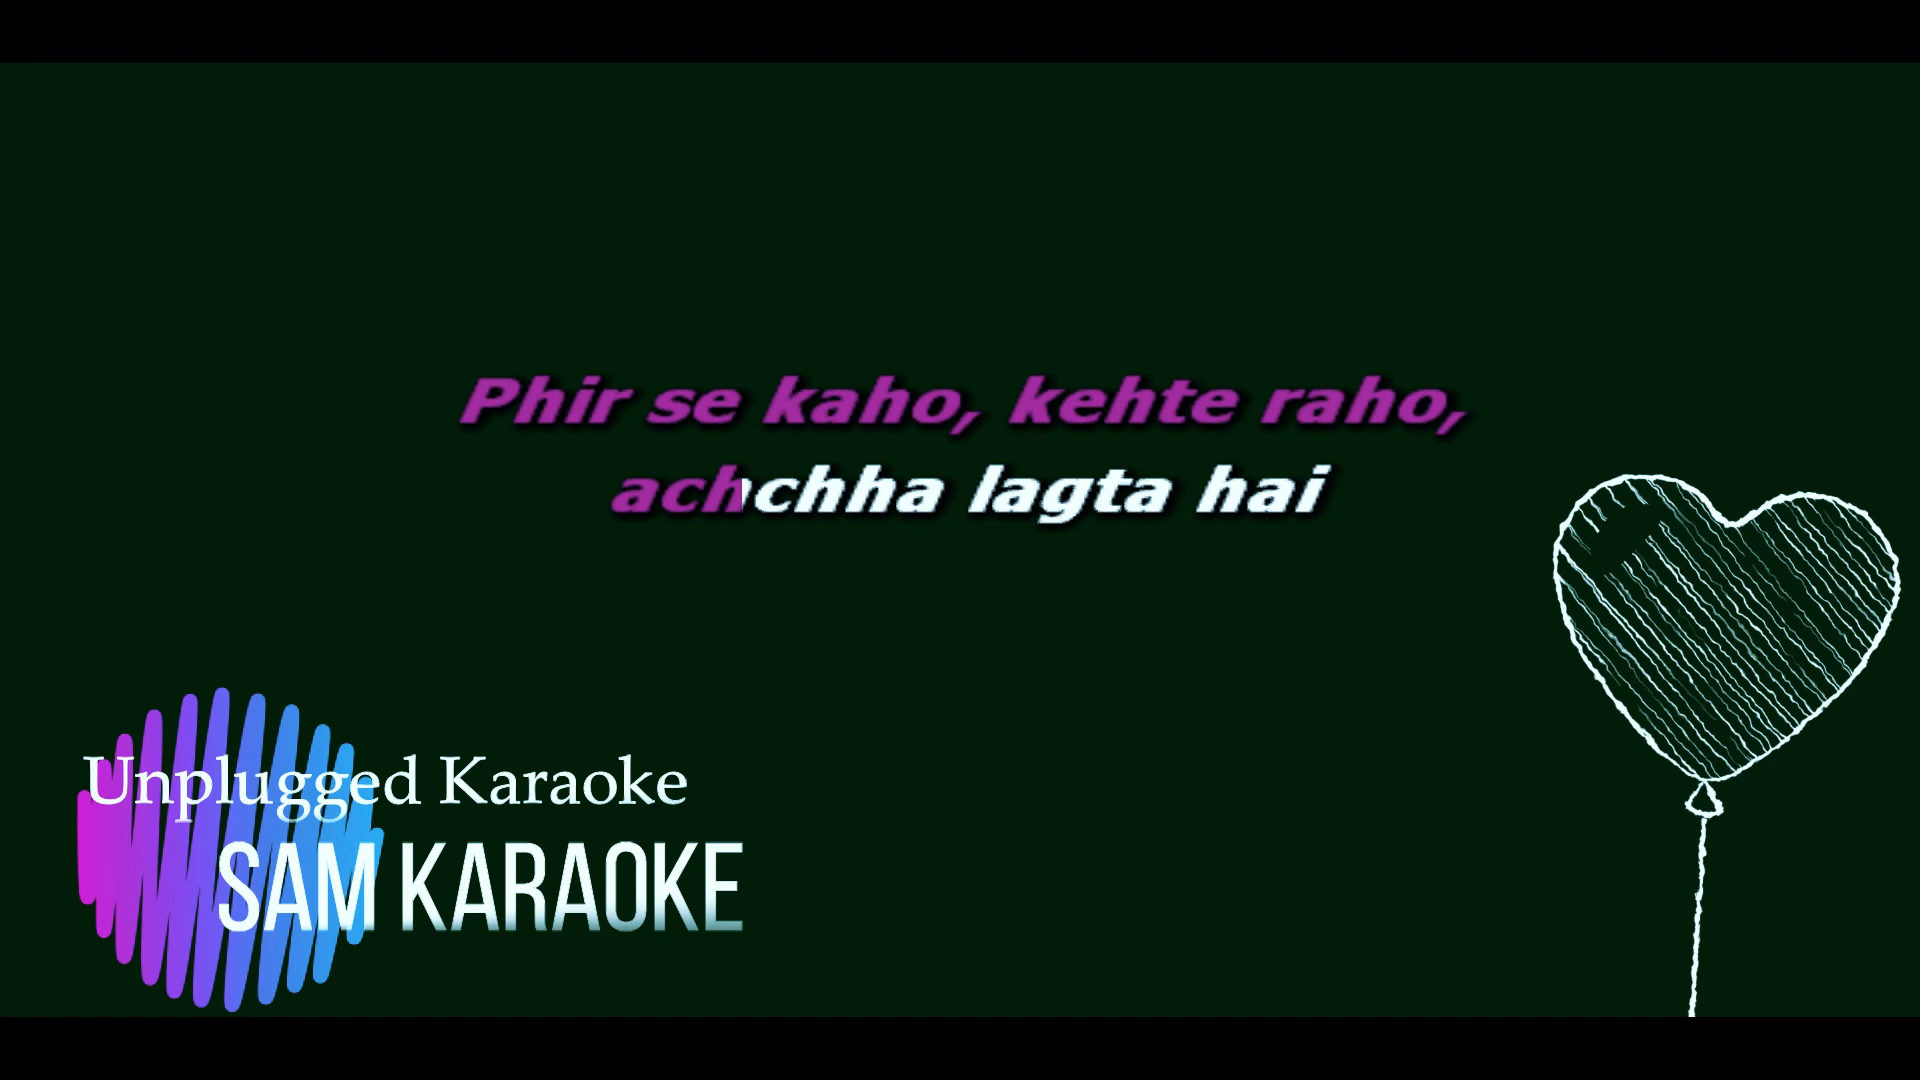 Phir se kaho, kehte raho,
achchha lagta hai
Unplugged Karaoke
SAM KARAOKE